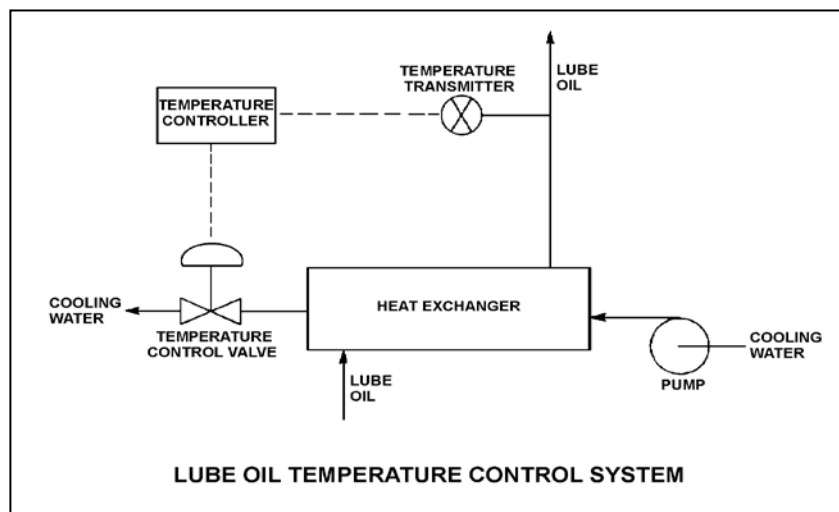 TEMPERATURE
TRANSMITTER
LUBE
OIL
TEMPERATURE
CONTROLLER
COOLING
WATER
TEMPERATURE
CONTROL VALVE
HEAT EXCHANGER
LUBE
OIL
COOLING
WATER
PUMP
LUBE OIL TEMPERATURE CONTROL SYSTEM